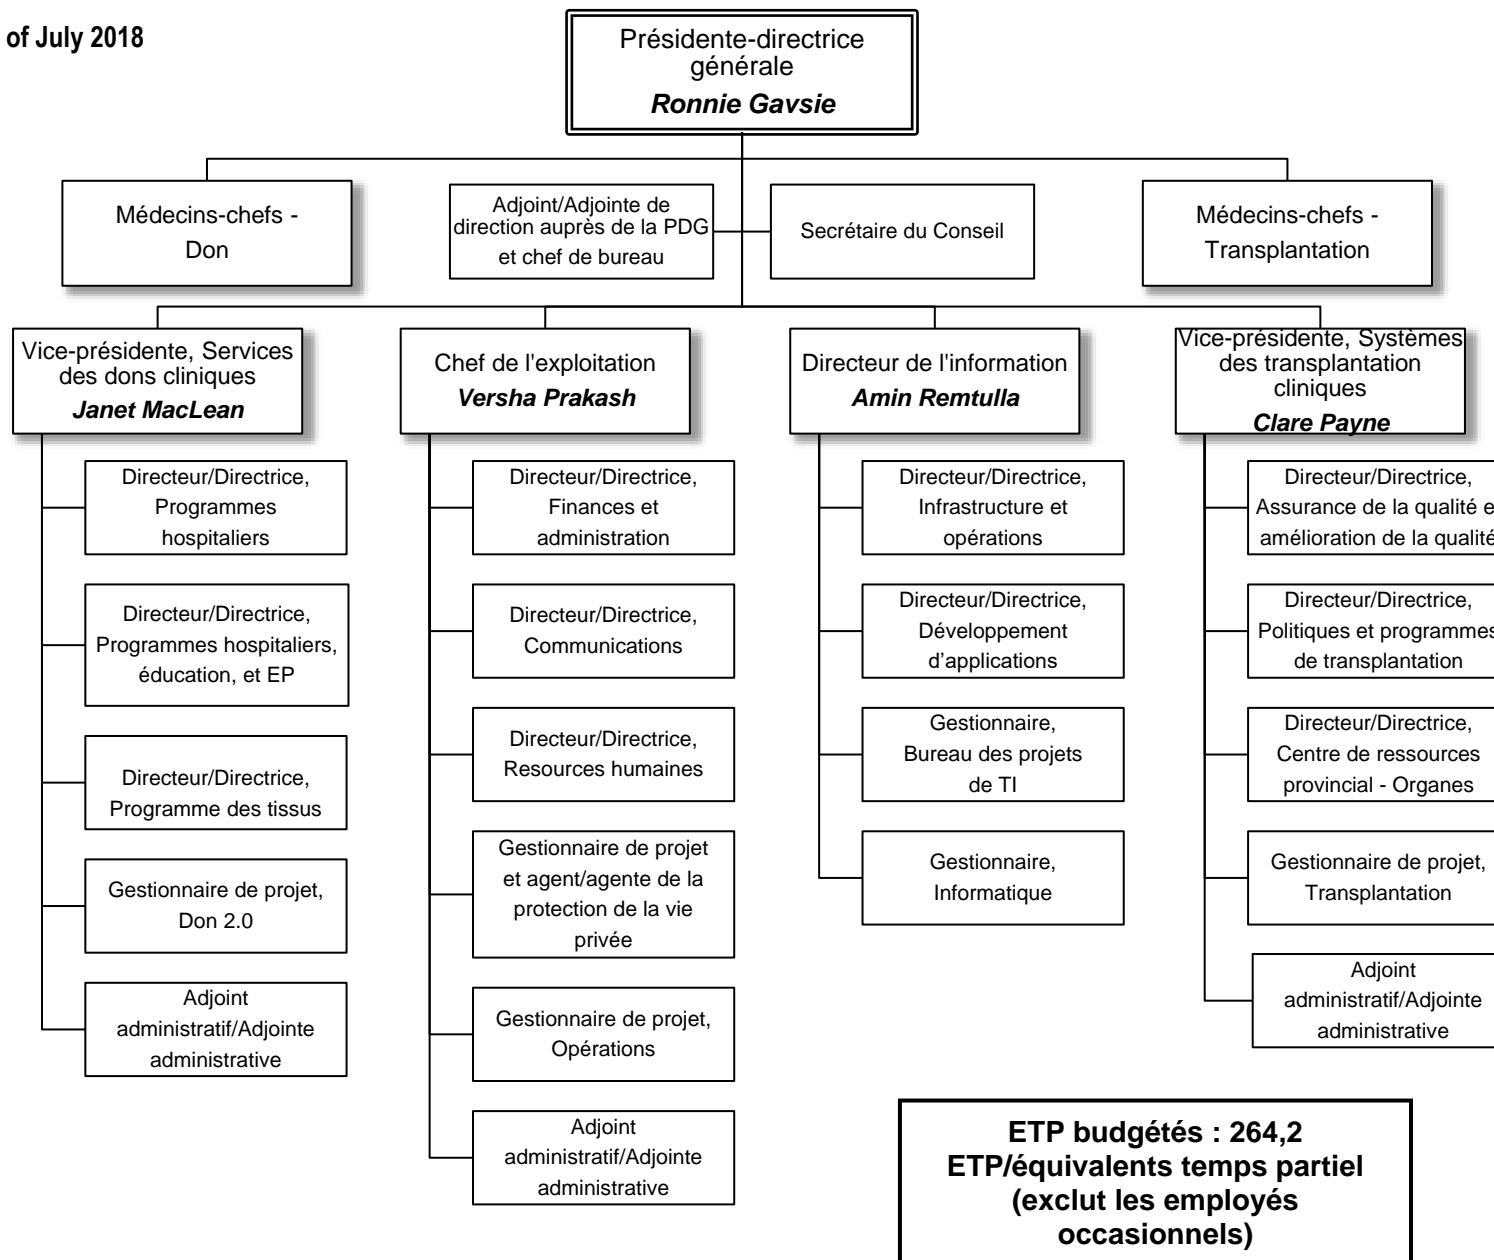 of July 2018
Présidente-directrice
générale
Ronnie Gavsie
Médecins-chefs -
Don
Adjoint/Adjointe de
direction auprès de la PDG
et chef de bureau
Secrétaire du Conseil
Médecins-chefs -
Transplantation
Vice-présidente, Services
des dons cliniques
Janet MacLean
Chef de l'exploitation
Versha Prakash
Directeur de l'information
Amin Remtulla
Vice-présidente, Systèmes
des transplantation
cliniques
Clare Payne
Directeur/Directrice,
Programmes
hospitaliers
Directeur/Directrice,
Programmes hospitaliers,
éducation, et EP
Directeur/Directrice,
Programme des tissus
Gestionnaire de projet,
Don 2.0
Adjoint
administratif/Adjointe
administrative
Directeur/Directrice,
Finances et
administration
Directeur/Directrice,
Communications
Directeur/Directrice,
Resources humaines
Gestionnaire de projet
et agent/agente de la
protection de la vie
privée
Gestionnaire de projet,
Opérations
Adjoint
administratif/Adjointe
administrative
Directeur/Directrice,
Infrastructure et
opérations
Directeur/Directrice,
Développement
d’applications
Gestionnaire,
Bureau des projets
de TI
Gestionnaire,
Informatique
Directeur/Directrice,
Assurance de la qualité e
amélioration de la qualité
Directeur/Directrice,
Politiques et programmes
de transplantation
Directeur/Directrice,
Centre de ressources
provincial - Organes
Gestionnaire de projet,
Transplantation
Adjoint
administratif/Adjointe
administrative
ETP budgétés : 264,2
ETP/équivalents temps partiel
(exclut les employés
occasionnels)